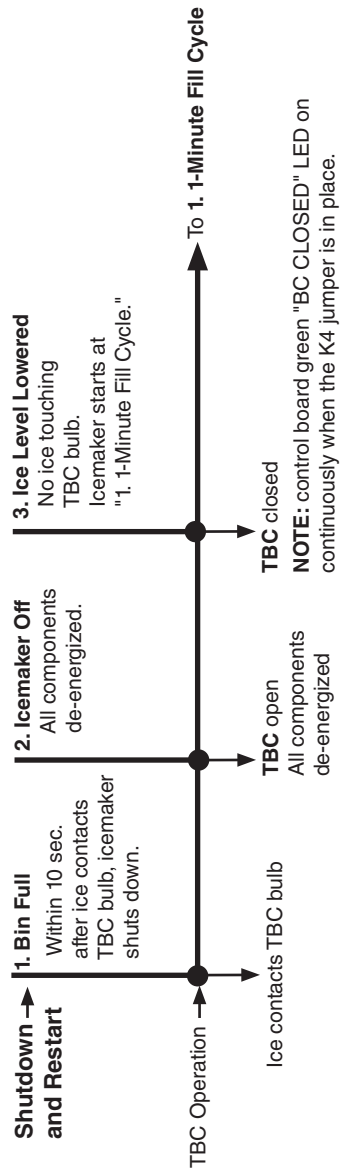 Shutdown
and Restart
1. Bin Full
Within 10 sec.
after ice contacts
TBC bulb, icemaker
shuts down.
2. Icemaker Off
All components
de-energized.
3. Ice Level Lowered
No ice touching
TBC bulb.
Icemaker starts at
"1. 1-Minute Fill Cycle."
To 1. 1-Minute Fill Cycle
TBC Operation
Ice contacts TBC bulb
TBC open
All components
de-energized
TBC closed
NOTE: control board green "BC CLOSED" LED on
continuously when the K4 jumper is in place.